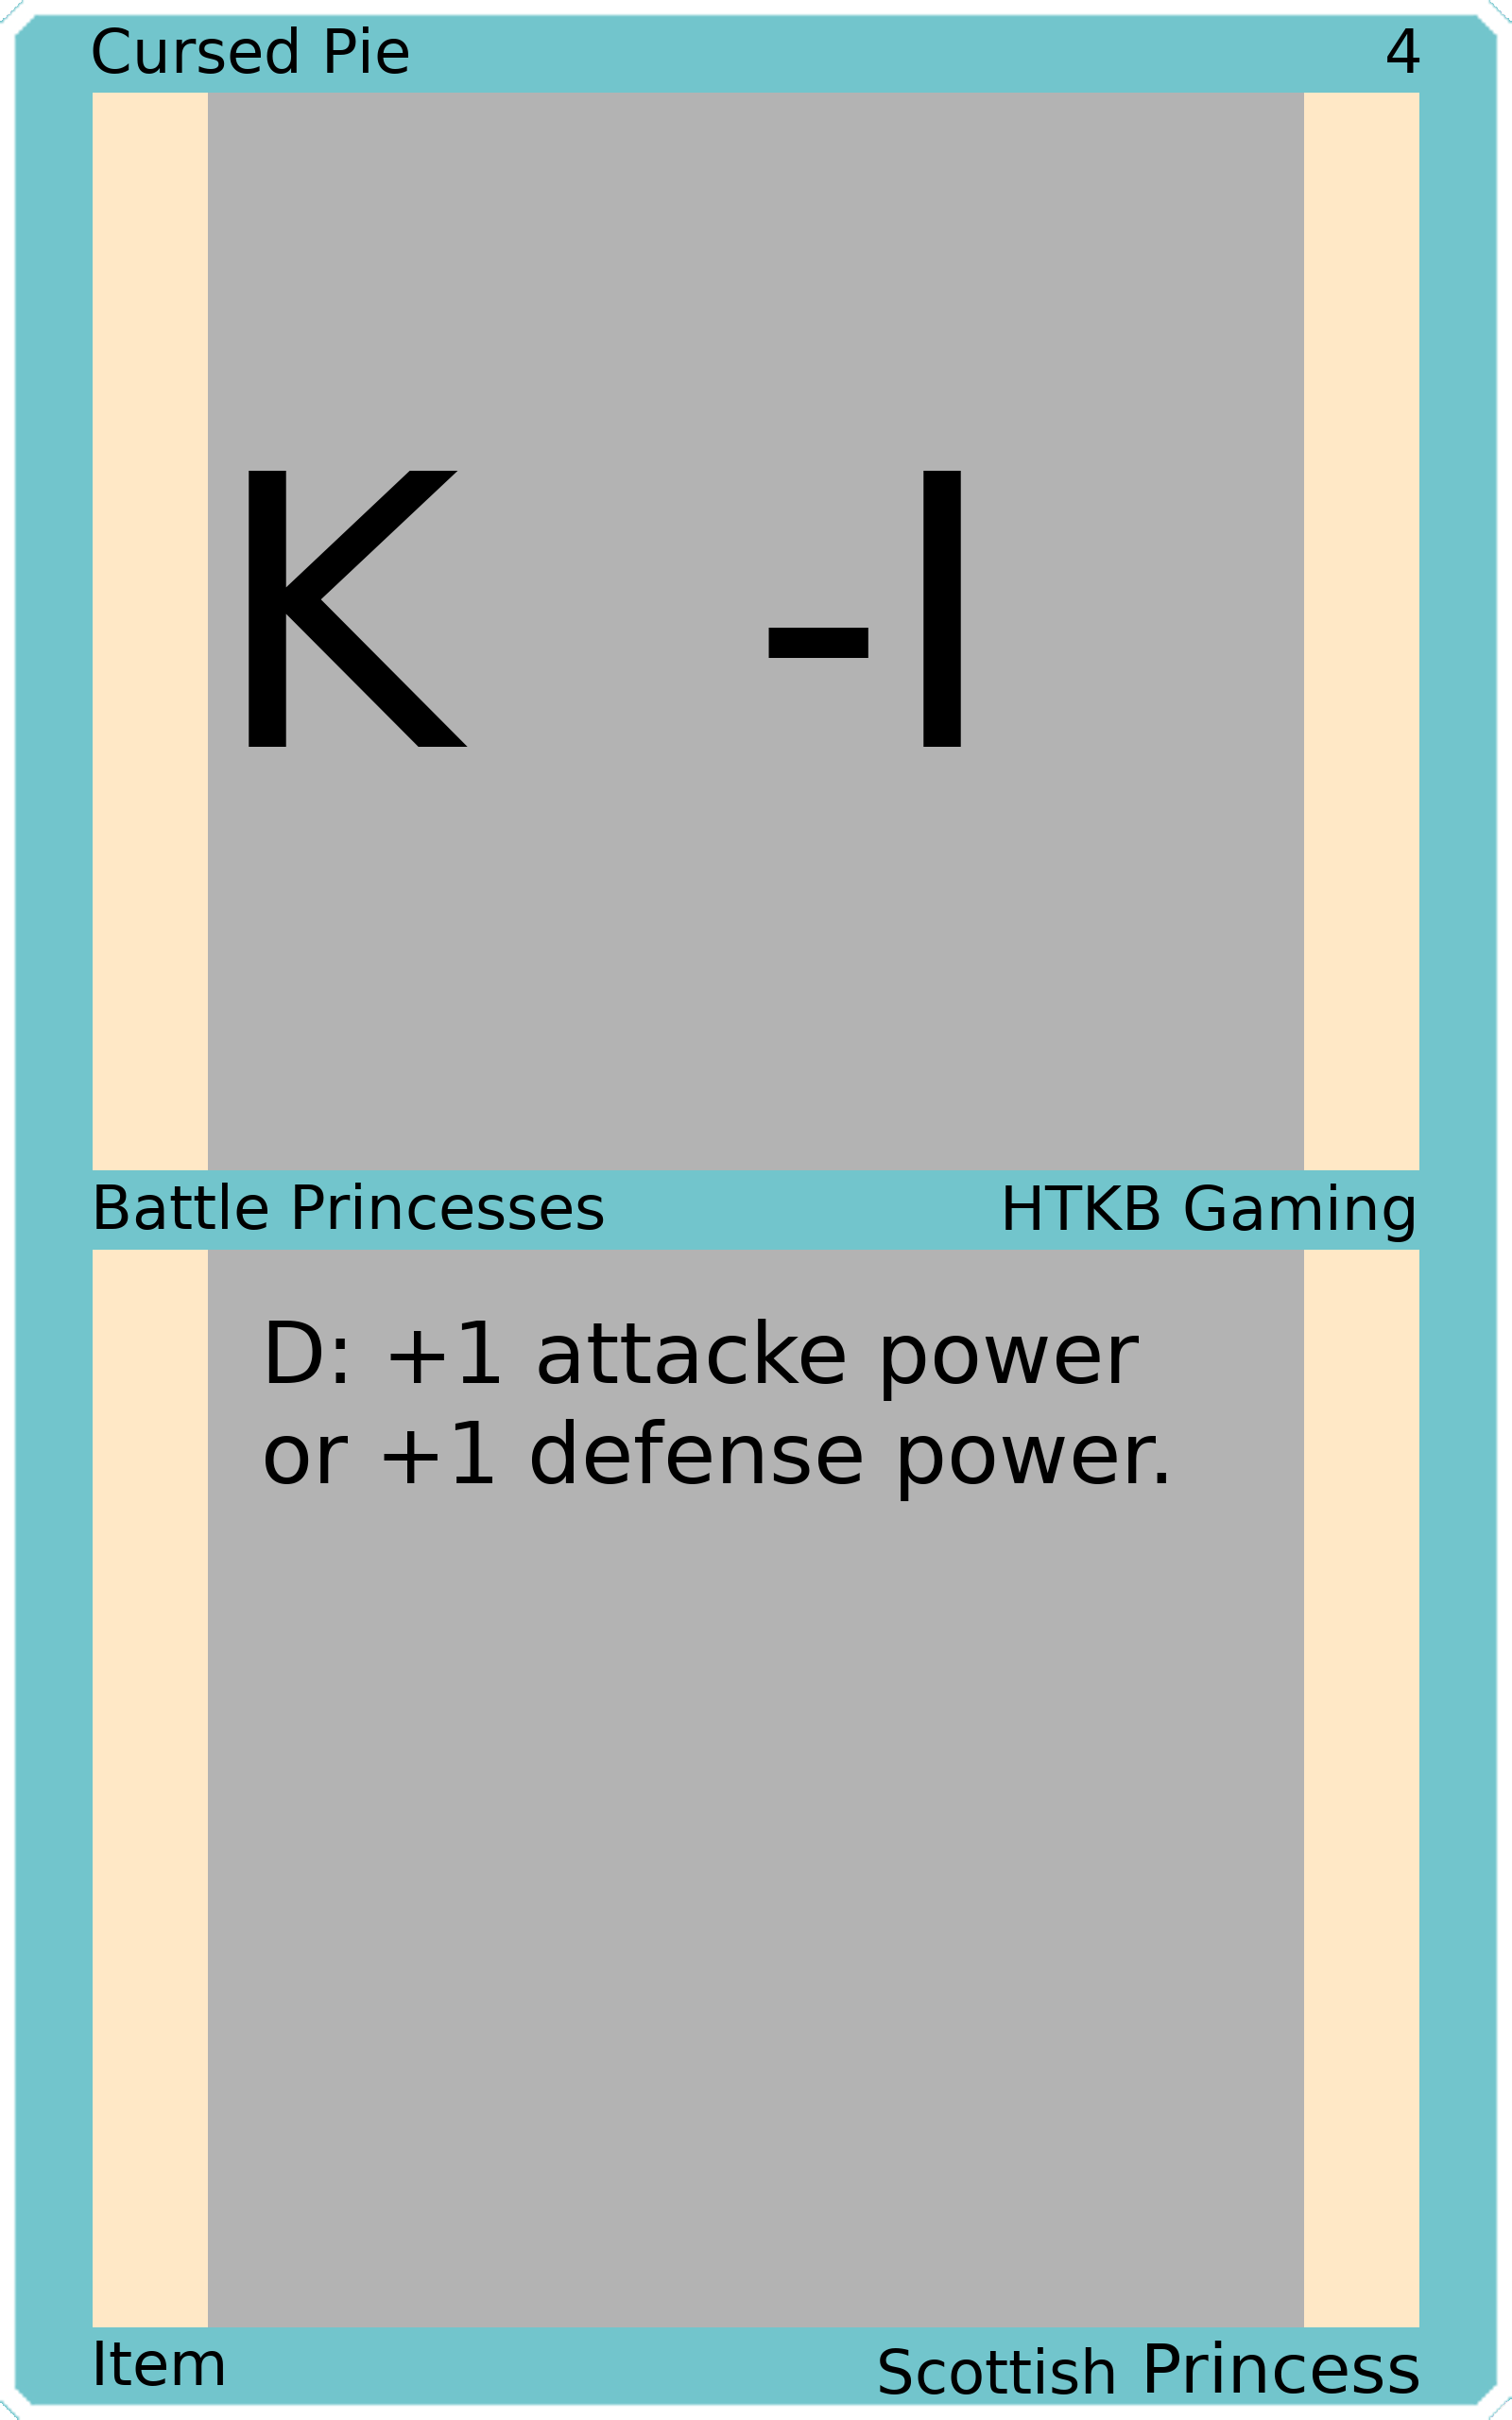 Cursed Pie 4
K -I
Battle Princesses HTKB Gaming
D: +1 attacke power
or +1 defense power.
Item Scottish Princess